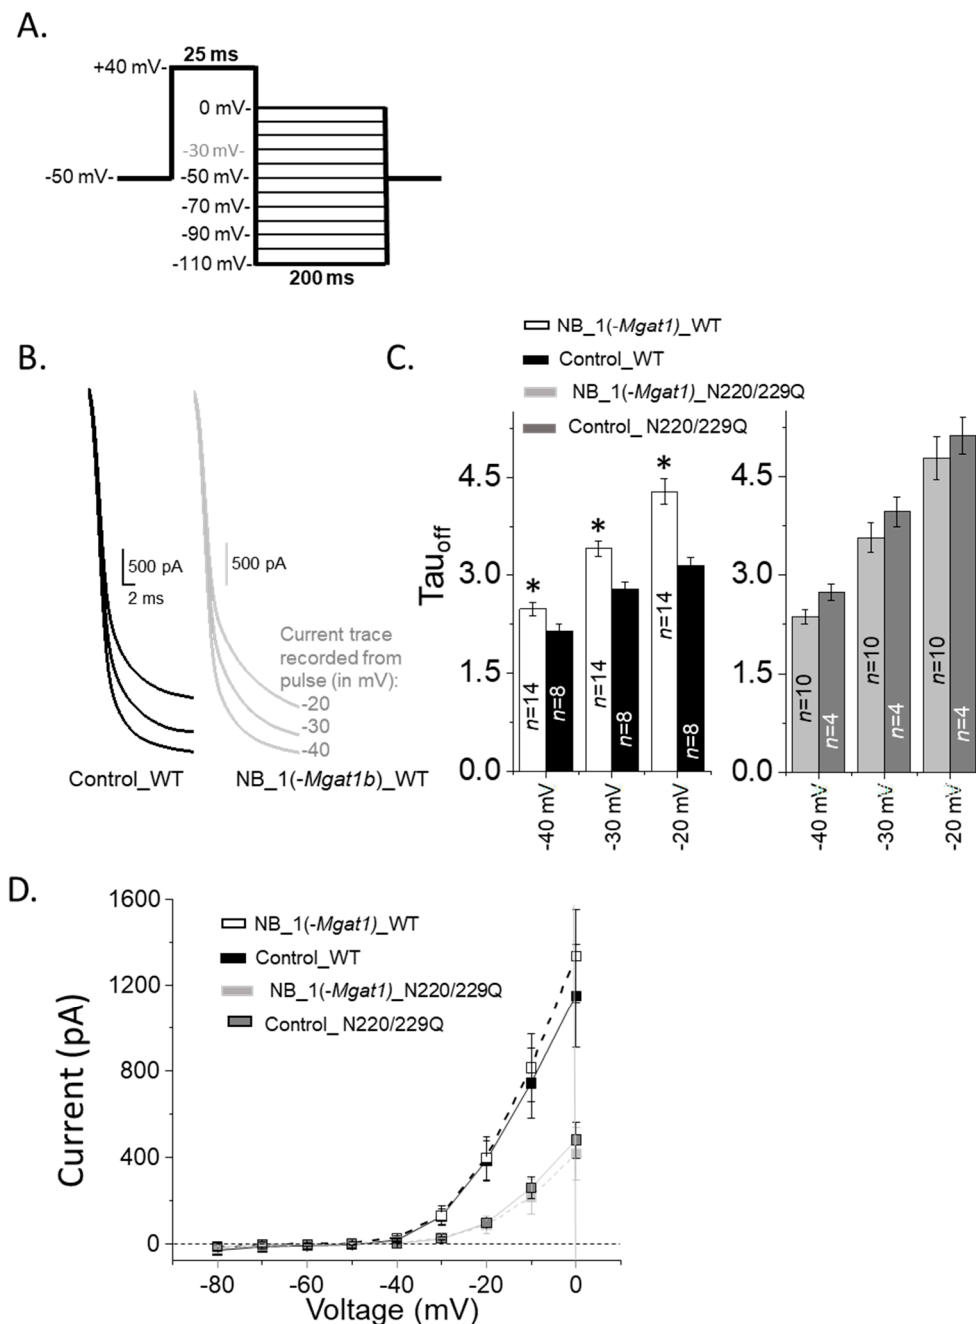 A.
25 ms
+40 mV-
0 mV-
-30 mV-
-50 mV-
-50 mV-
-70 mV-
-90 mV-
-110 mV-
200 ms
B.
500 pA
2 ms
500 pA
Current trace
recorded from
pulse (in mV):
-20
-30
-40
Control_WT
NB_1(-Mgat1b)_WT
C.
NB_1(-Mgat1)_WT
Control_WT
NB_1(-Mgat1)_N220/229Q
Control_ N220/229Q
Tauoff
4.5
3.0
1.5
0.0
*
*
*
n=14
n=8
n=14
n=8
n=14
n=8
-40 mV
-30 mV
-20 mV
4.5
3.0
1.5
0.0
n=10
n=4
n=10
n=4
n=10
n=4
-40 mV
-30 mV
-20 mV
D.
NB_1(-Mgat1)_WT
Control_WT
NB_1(-Mgat1)_N220/229Q
Control_ N220/229Q
Current (pA)
1600
1200
800
400
0
-80
-60
-40
-20
0
Voltage (mV)